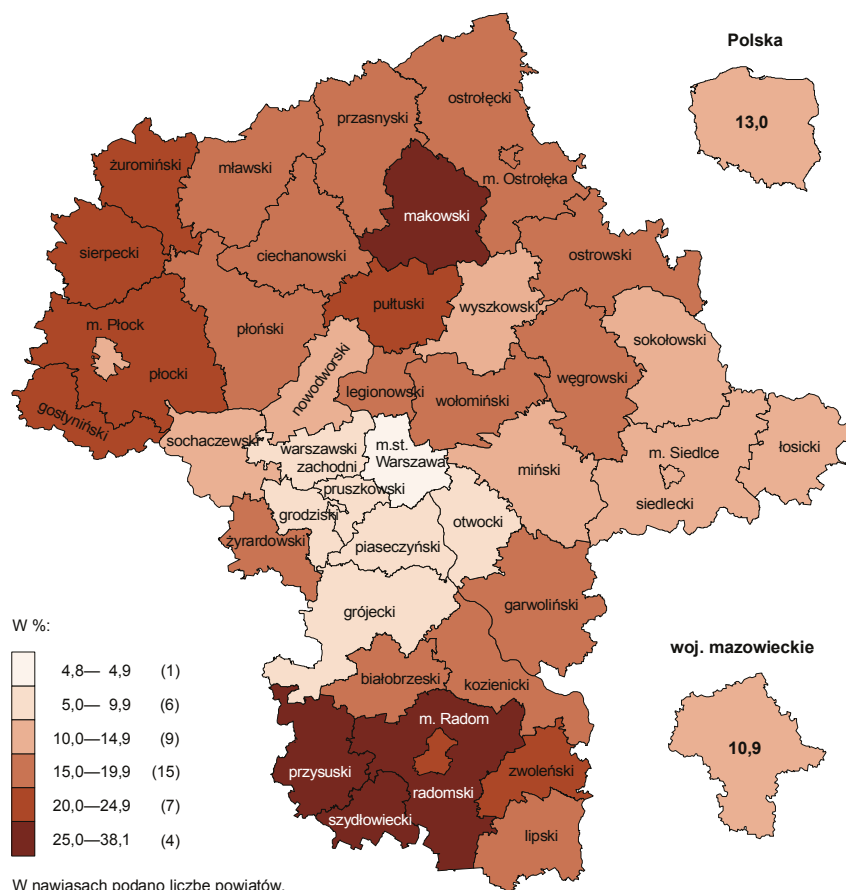 Polska
13,0
ostrołęcki
przasnyski
żuromiński
mławski
m. Ostrołęka
makowski
sierpecki
ciechanowski
ostrowski
pułtuski
wyszkowski
m. Płock
płoński
sokołowski
płocki
nowodworski
legionowski
wołomiński
węgrowski
gostyniński
sochaczewski
warszawski
zachodni
m.st.
Warszawa
miński
m. Siedlce
łosicki
siedlecki
pruszkowski
grodziski
otwocki
żyrardowski
piaseczyński
garwoliński
grójecki
W %:
woj. mazowieckie
10,9
białobrzeski
kozienicki
m. Radom
przysuski
radomski
zwoleński
szydłowiecki
lipski
4,8— 4,9 (1)
5,0— 9,9 (6)
10,0—14,9 (9)
15,0—19,9 (15)
20,0—24,9 (7)
25,0—38,1 (4)
W nawiasach podano liczbę powiatów.